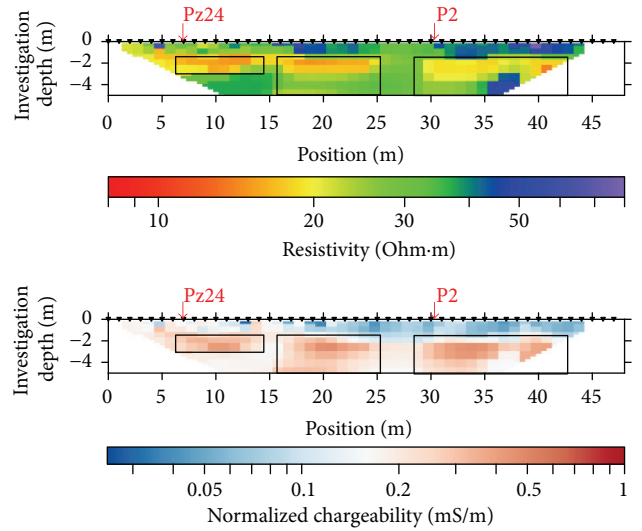 Pz24 P2
0
−2
−4
Investigation
depth (m)
0 5 10 15 20 25 30 35 40 45
Position (m)
10 20 30 50
Resistivity (Ohm·m)
Pz24 P2
0
−2
−4
Investigation
depth (m)
0 5 10 15 20 25 30 35 40 45
Position (m)
0.05 0.1 0.2 0.5 1
Normalized chargeability (mS/m)